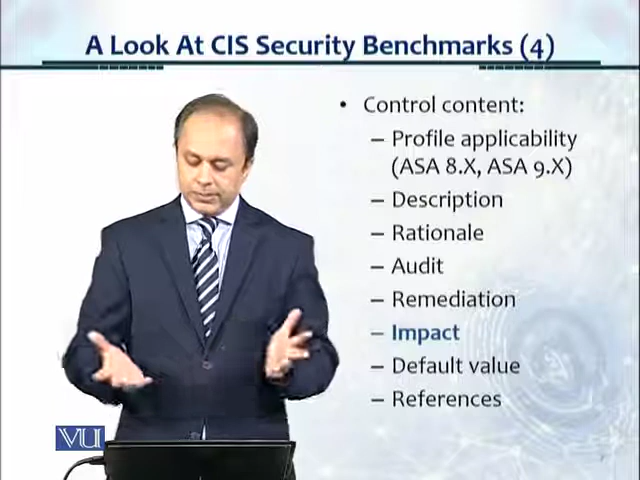 A Look At CIS Security Benchmarks (4)
• Control content:
– Profile applicability
(ASA 8.X, ASA 9.X)
– Description
– Rationale
– Audit
– Remediation
– Impact
– Default value
– References
VU